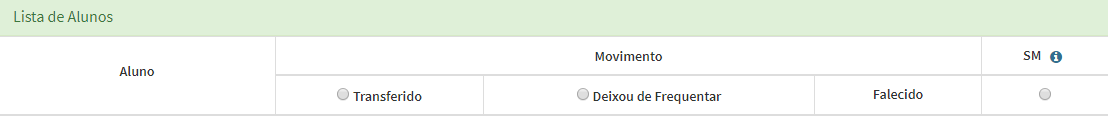 Lista de Alunos
Aluno
Movimento
SM
Transferido
Deixou de Frequentar
Falecido